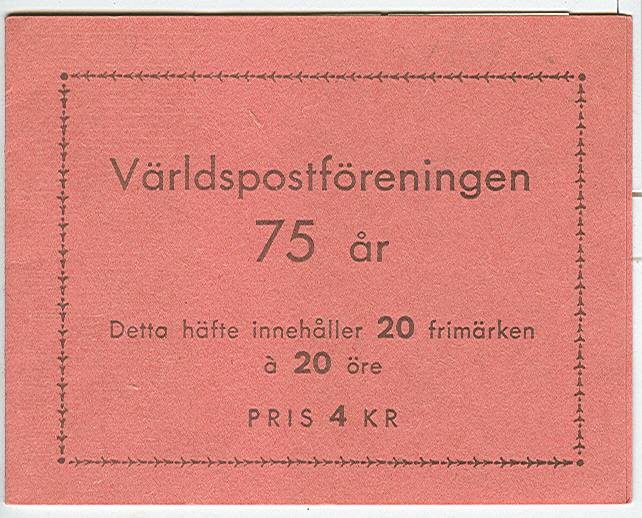 Världspostföreningen
75 år
Detta häfte innehåller 20 frimärken
à 20 öre
PRIS 4 KR